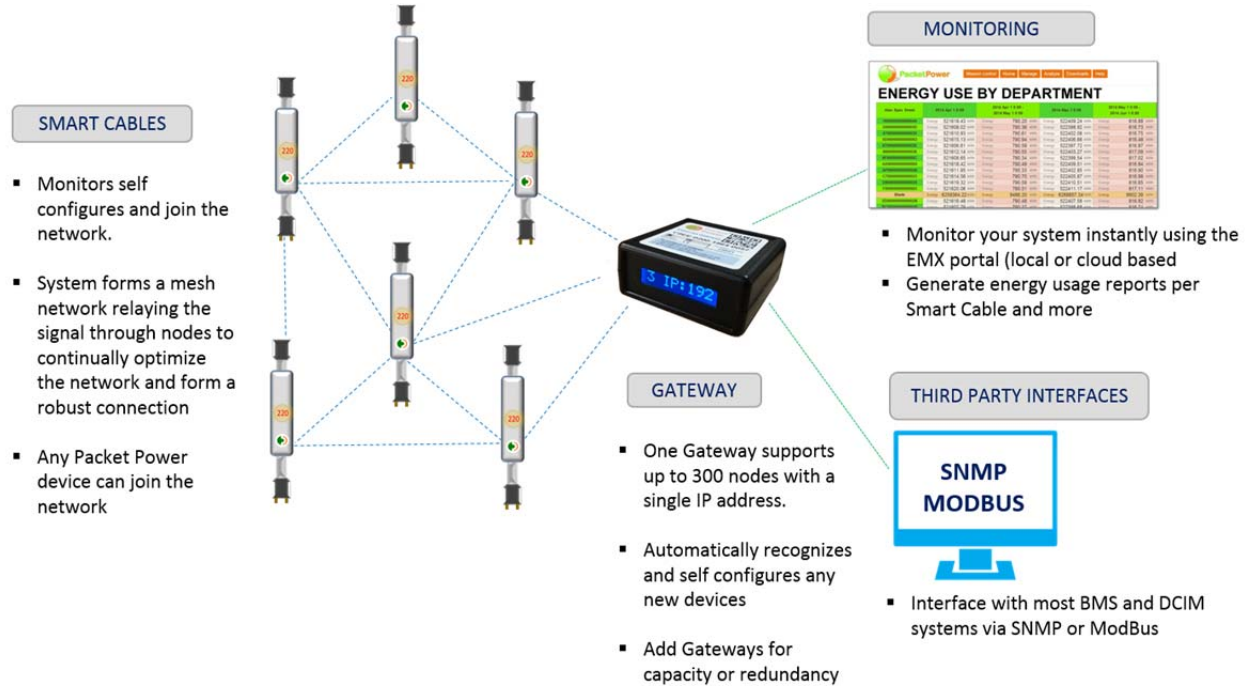 SMART CABLES
▪ Monitors self
configures and join the
network.
▪ System forms a mesh
network relaying the
signal through nodes to
continually optimize
the network and form a
robust connection
▪ Any Packet Power
device can join the
network
220
220
220
220
220
220
3 IP:192
GATEWAY
▪ One Gateway supports
up to 300 nodes with a
single IP address.
▪ Automatically recognizes
and self configures any
new devices
▪ Add Gateways for
capacity or redundancy
MONITORING
PacketPower
Home Manage Analyze Downloads Help
ENERGY USE BY DEPARTMENT
▪ Monitor your system instantly using the
EMX portal (local or cloud based
▪ Generate energy usage reports per
Smart Cable and more
THIRD PARTY INTERFACES
SNMP
MODBUS
▪ Interface with most BMS and DCIM
systems via SNMP or ModBus